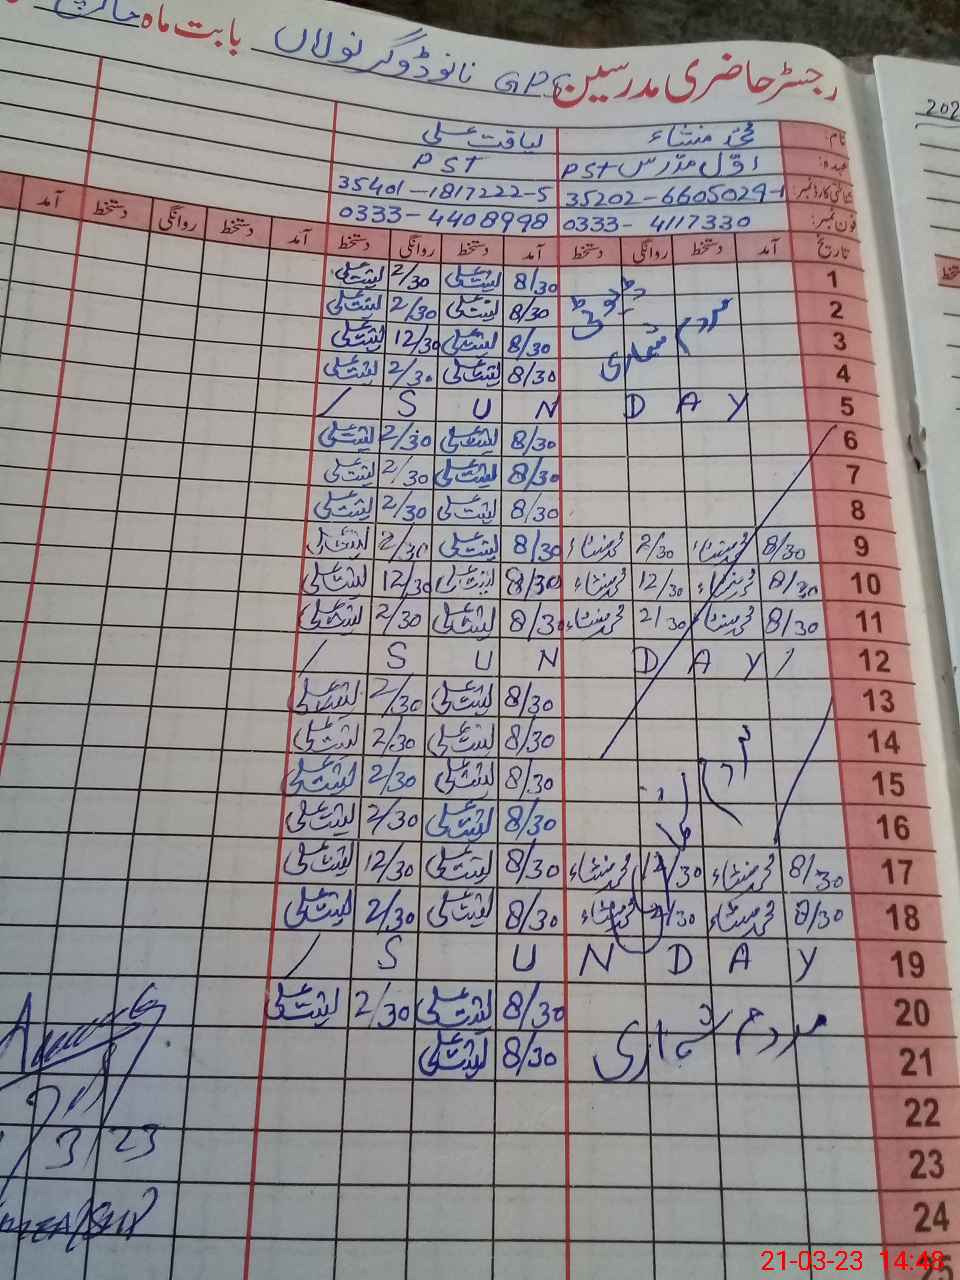 رجسٹر حاضری مدرسین GPS نانوڈوگر نولاں بابت ماہ مارچ
202
نام: محمد منشاء لیاقت علی
عہدہ: اوّل مدرس PST PST
شناختی کارڈ نمبر: 35202-6605029-1 35401-1817222-5
فون نمبر: 0333-4117330 0333-4408998
تاریخ آمد دستخط روانگی دستخط آمد دستخط روانگی دستخط آمد دستخط روانگی دستخط آمد
1 ڈیوٹی 8/30 لیاقت علی 2/30 لیاقت علی
2 مردم شماری 8/30 لیاقت علی 2/30 لیاقت علی
3 8/30 لیاقت علی 12/30 لیاقت علی
4 8/30 لیاقت علی 2/30 لیاقت علی
5 S U N D A Y
6 8/30 لیاقت علی 2/30 لیاقت علی
7 8/30 لیاقت علی 2/30 لیاقت علی
8 8/30 لیاقت علی 2/30 لیاقت علی
9 8/30 محمد منشاء 2/30 محمد منشاء 8/30 لیاقت علی 2/30 لیاقت علی
10 8/30 محمد منشاء 12/30 محمد منشاء 8/30 لیاقت علی 12/30 لیاقت علی
11 8/30 محمد منشاء 2/30 محمد منشاء 8/30 لیاقت علی 2/30 لیاقت علی
12 S U N D A Y
13 8/30 لیاقت علی 2/30 لیاقت علی
14 8/30 لیاقت علی 2/30 لیاقت علی
15 8/30 لیاقت علی 2/30 لیاقت علی
16 8/30 لیاقت علی 2/30 لیاقت علی
17 8/30 محمد منشاء 12/30 محمد منشاء 8/30 لیاقت علی 12/30 لیاقت علی
18 8/30 محمد منشاء 2/30 محمد منشاء 8/30 لیاقت علی 2/30 لیاقت علی
19 S U N D A Y
20 مردم شماری 8/30 لیاقت علی 2/30 لیاقت علی
21 8/30 لیاقت علی
22
23 3/23
24
25
21-03-23 14:48